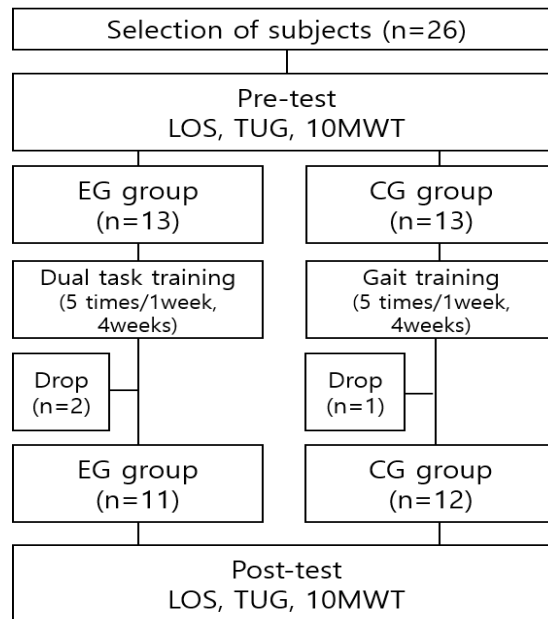 Selection of subjects (n=26)
Pre-test
LOS, TUG, 10MWT
EG group
(n=13)
CG group
(n=13)
Dual task training
(5 times/1week,
4weeks)
Gait training
(5 times/1week,
4weeks)
Drop
(n=2)
Drop
(n=1)
EG group
(n=11)
CG group
(n=12)
Post-test
LOS, TUG, 10MWT